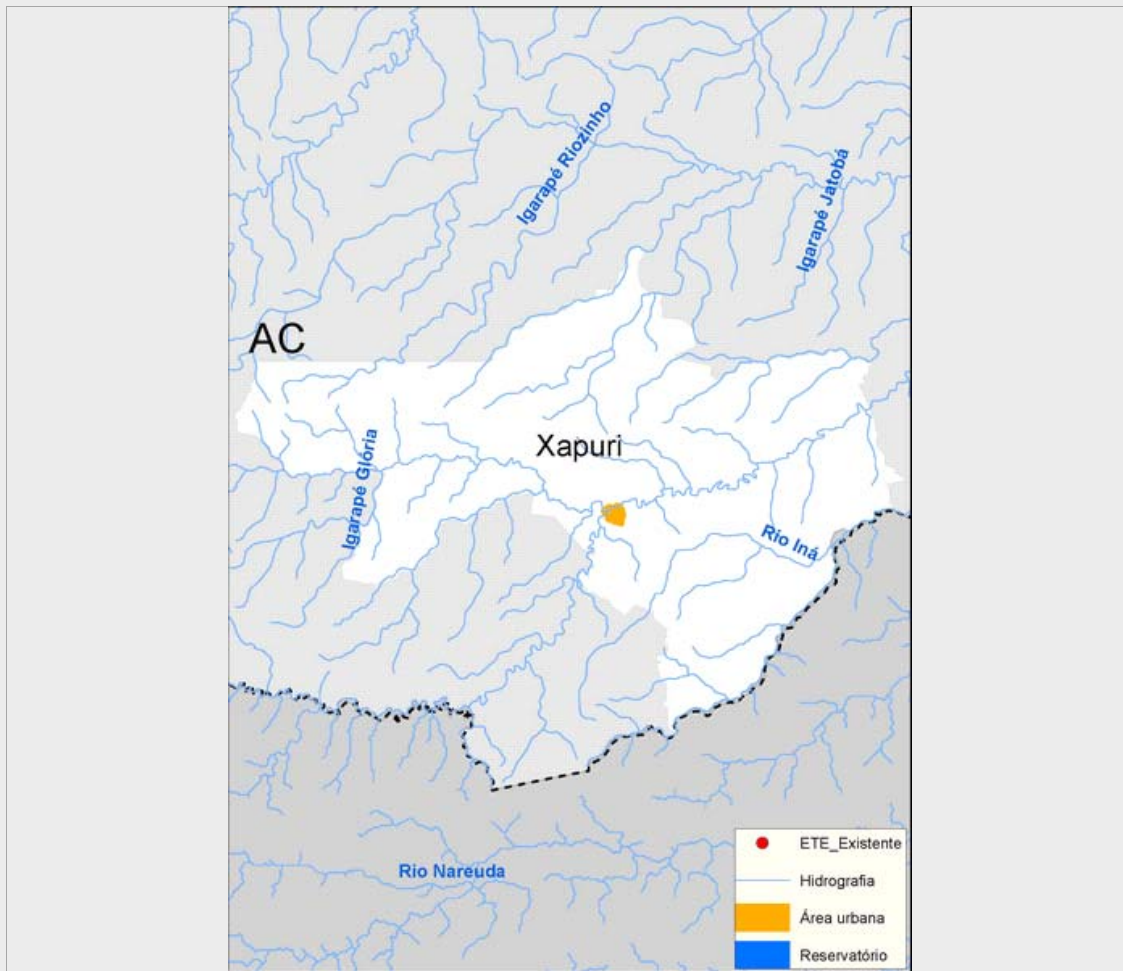 Igarapé Riozinho
Igarapé Jatobá
AC
Xapuri
Igarapé Glória
Rio Iná
Rio Nareuda
ETE_Existente
Hidrografia
Área urbana
Reservatório